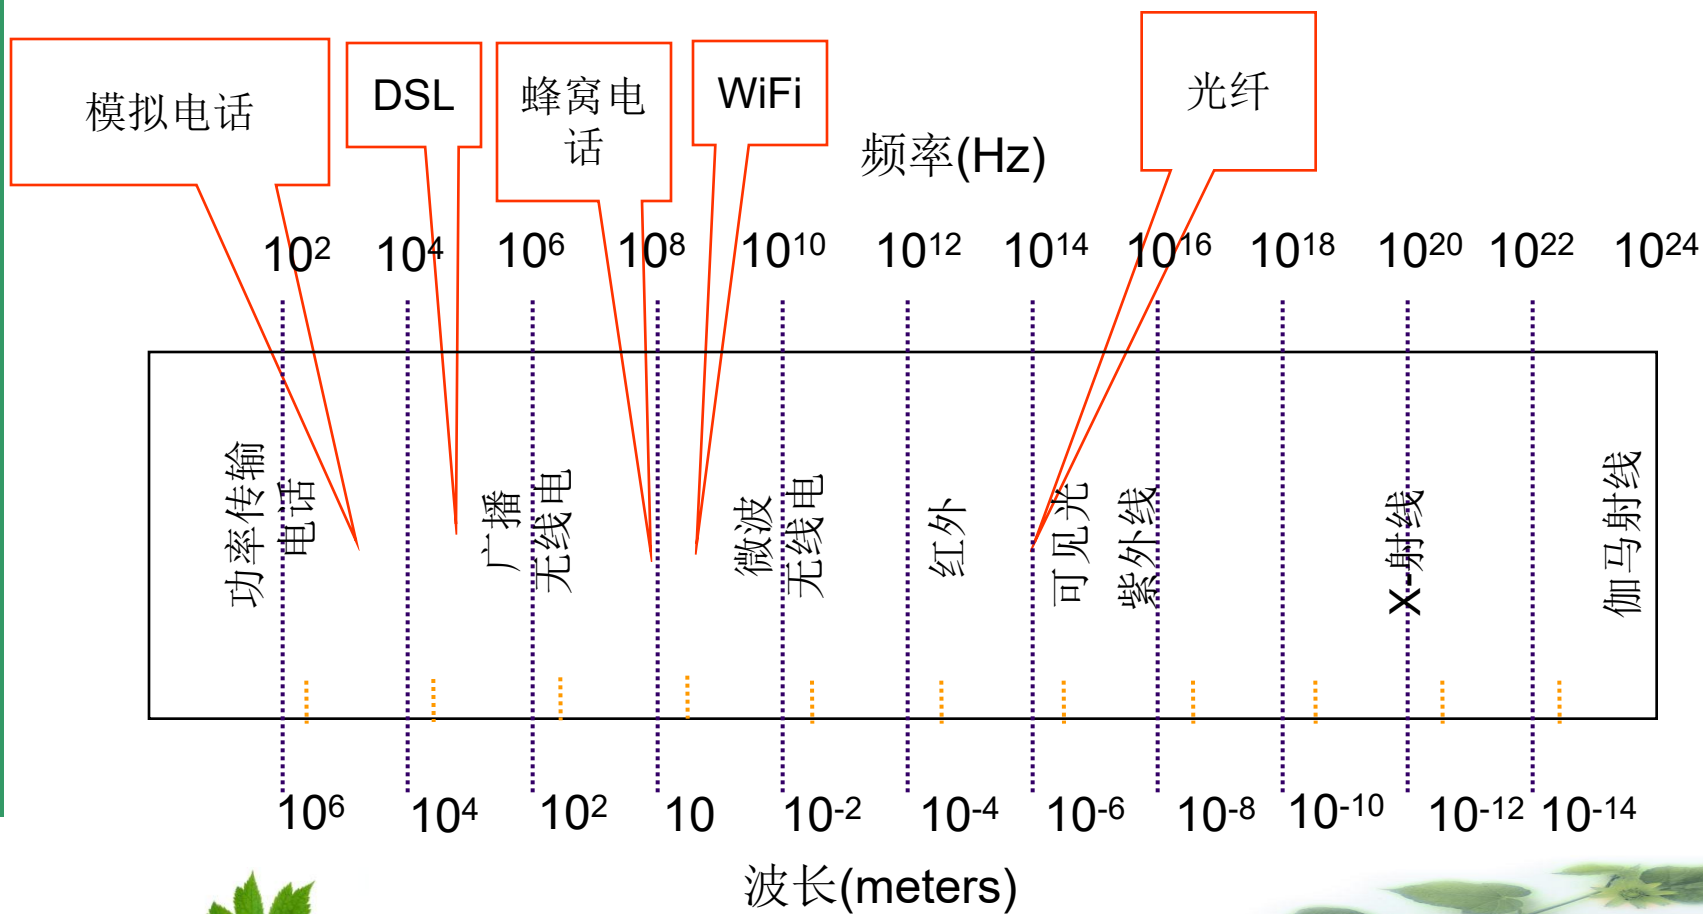 模拟电话
DSL
蜂窝电
话
WiFi
光纤
频率(Hz)
10² 10⁴ 10⁶ 10⁸ 10¹⁰ 10¹² 10¹⁴ 10¹⁶ 10¹⁸ 10²⁰ 10²² 10²⁴
功率传输
电话
广播
无线电
微波
无线电
红外
可见光
紫外线
X-射线
伽马射线
10⁶ 10⁴ 10² 10 10⁻² 10⁻⁴ 10⁻⁶ 10⁻⁸ 10⁻¹⁰ 10⁻¹² 10⁻¹⁴
波长(meters)